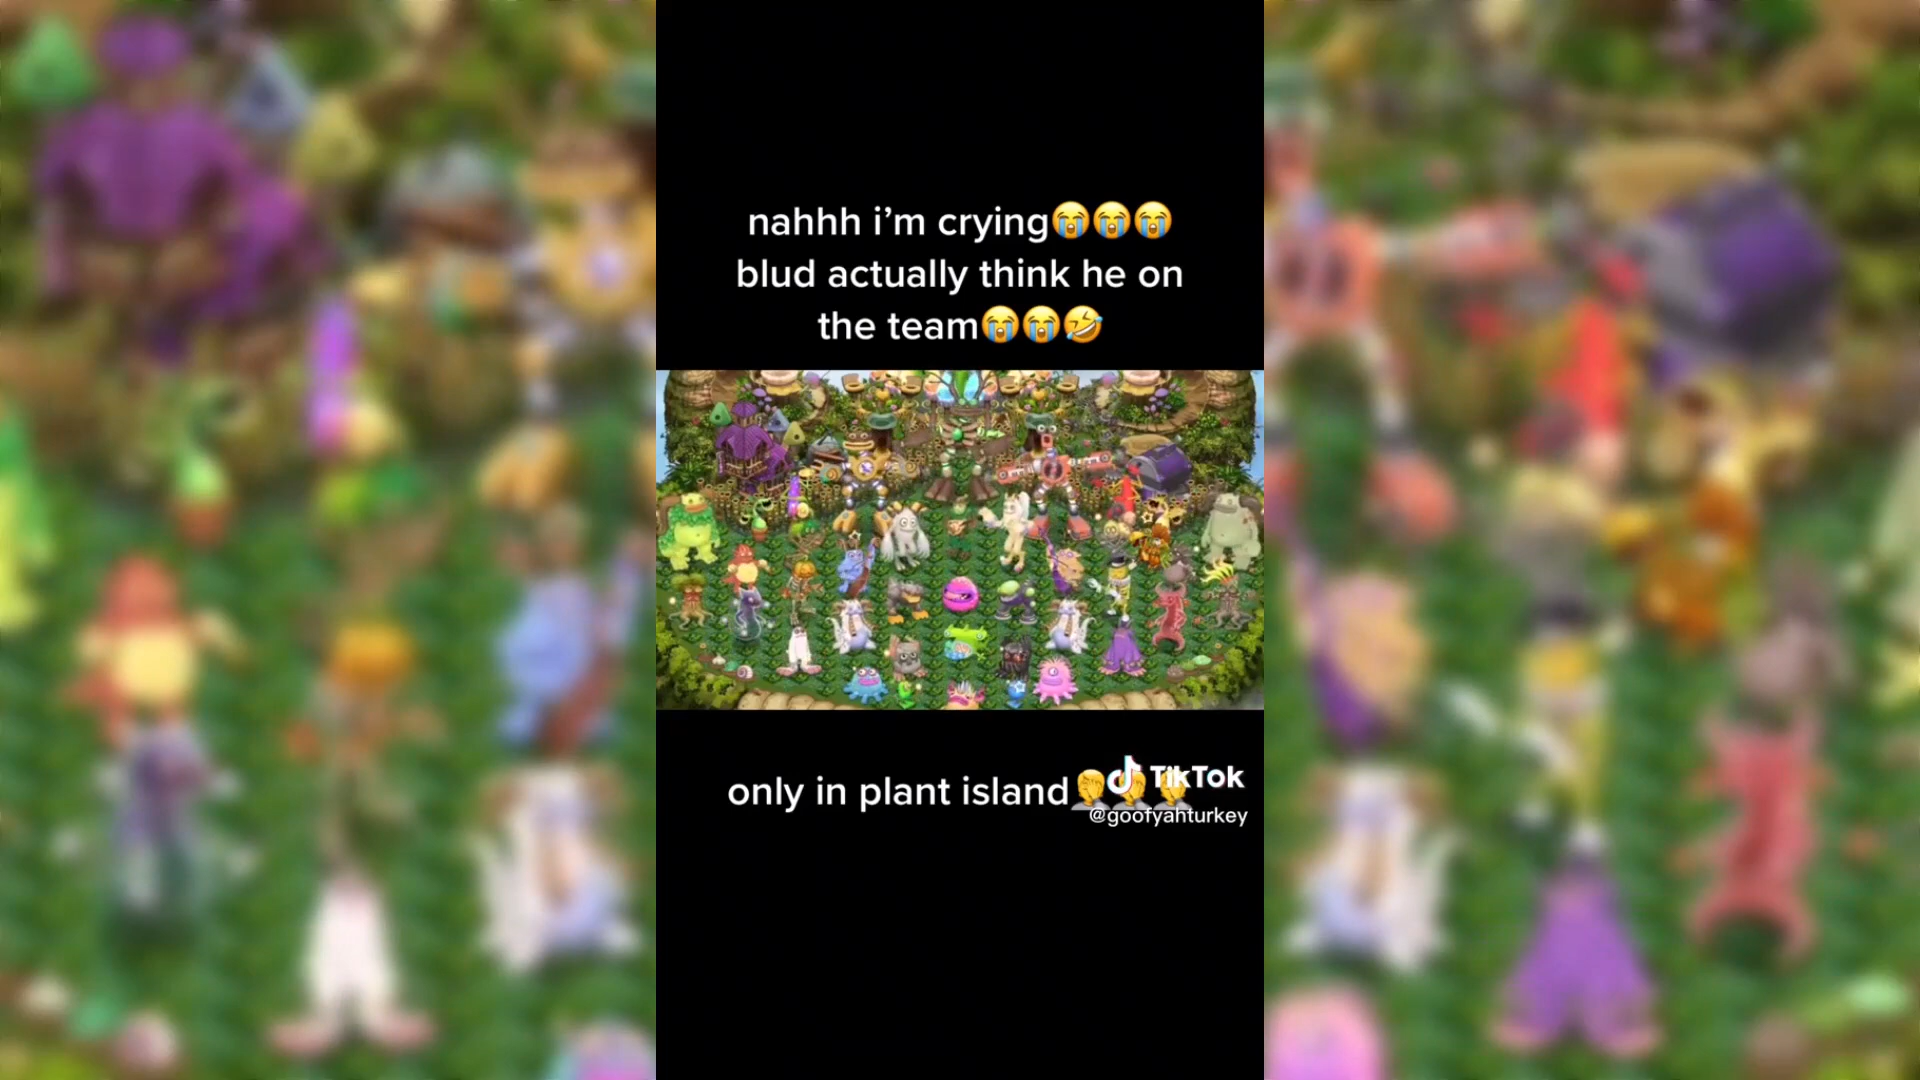 nahhh i’m crying😭😭😭
blud actually think he on
the team😭😭🤣
only in plant island🤦🤦🤦
TikTok
@goofyahturkey